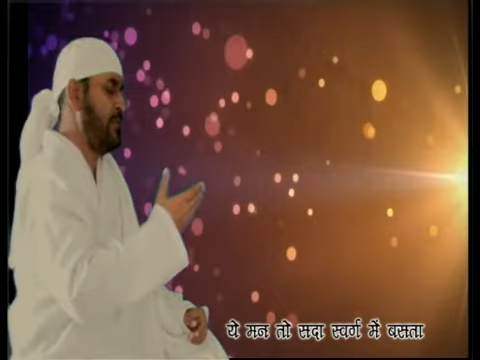 ये मन तो सदा स्वर्ग में बसता